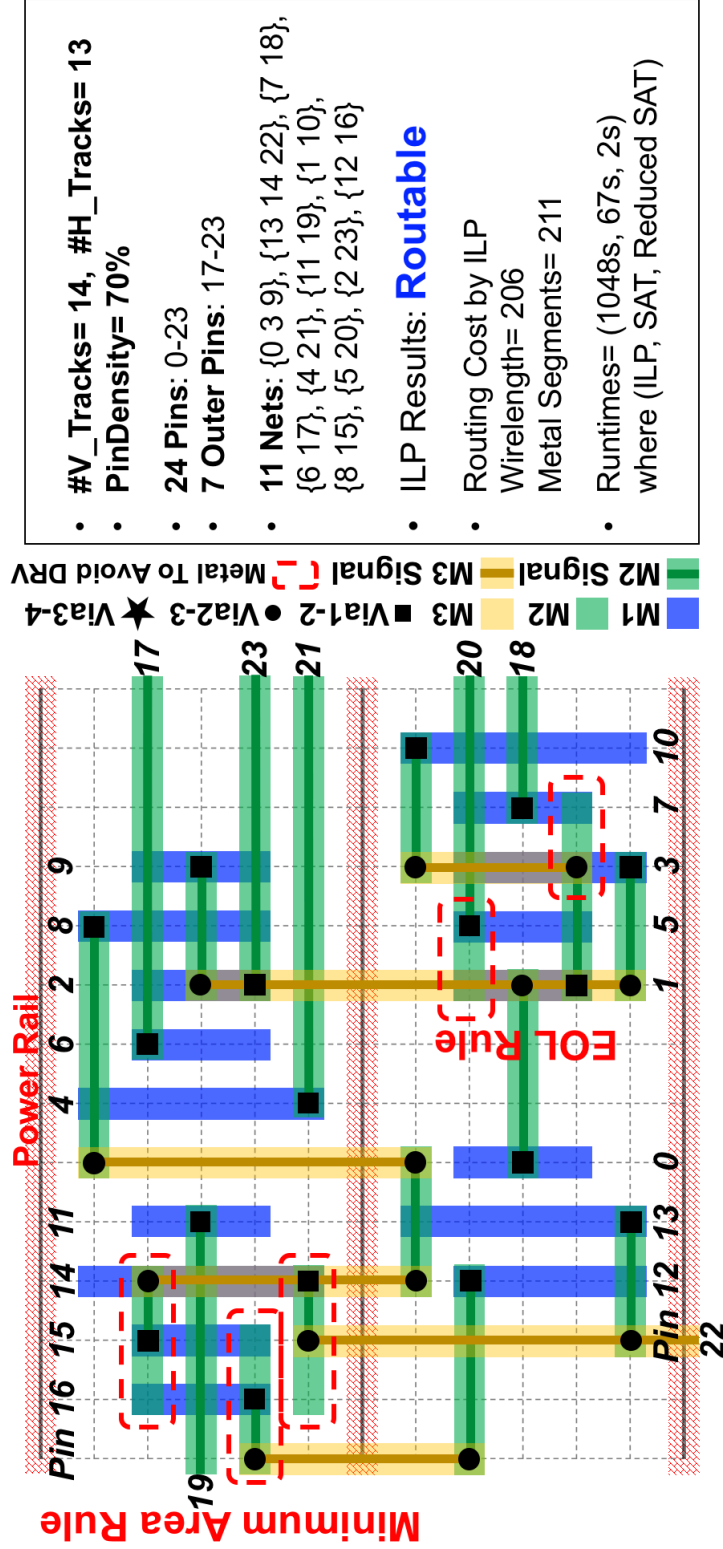 Power Rail
Pin 16 15 14 11 4 6 2 8 9
17
23
21
20
18
19
Minimum Area Rule
EOL Rule
Pin 12 13 0 1 5 3 7 10
22
M1 M2 M3 Via1-2 Via2-3 Via3-4
M2 Signal M3 Signal Metal To Avoid DRV
• #V_Tracks= 14, #H_Tracks= 13
• PinDensity= 70%
• 24 Pins: 0-23
• 7 Outer Pins: 17-23
• 11 Nets: {0 3 9}, {13 14 22}, {7 18},
{6 17}, {4 21}, {11 19}, {1 10},
{8 15}, {5 20}, {2 23}, {12 16}
• ILP Results: Routable
• Routing Cost by ILP
Wirelength= 206
Metal Segments= 211
• Runtimes= (1048s, 67s, 2s)
where (ILP, SAT, Reduced SAT)